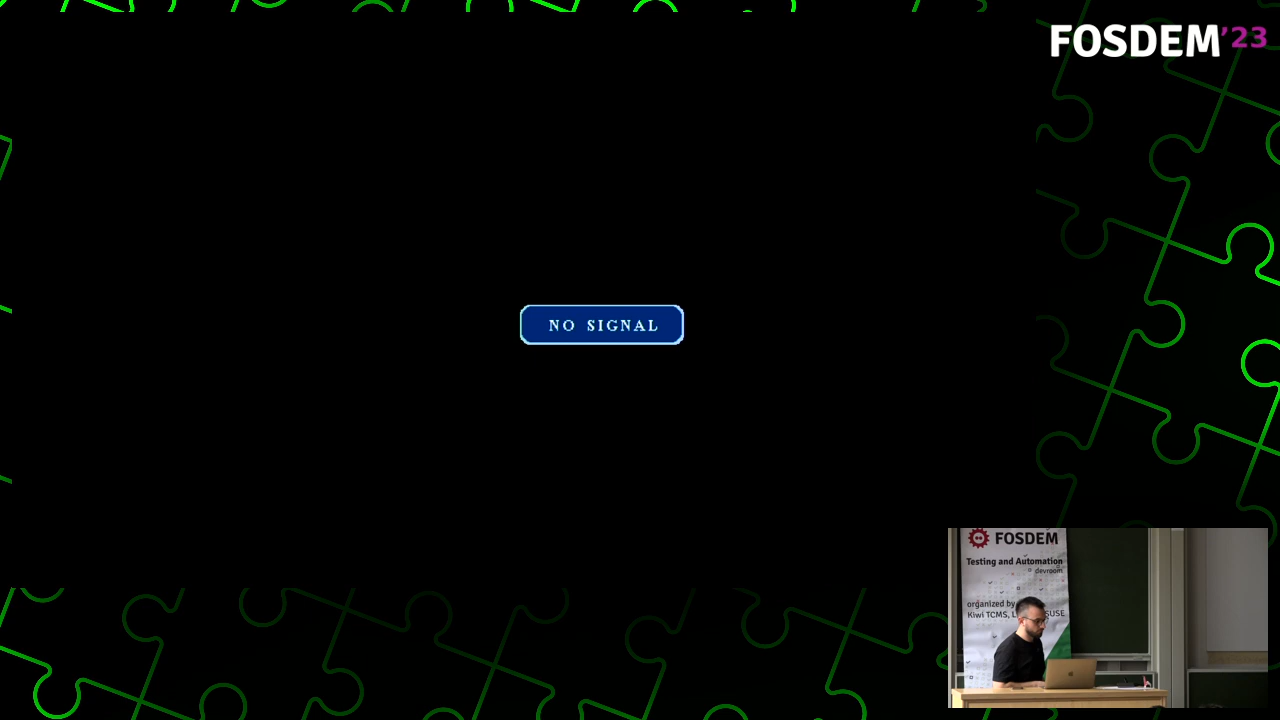 FOSDEM'23
NO SIGNAL
FOSDEM
Testing and Automation
devroom
organized by
Kiwi TCMS,
SUSE